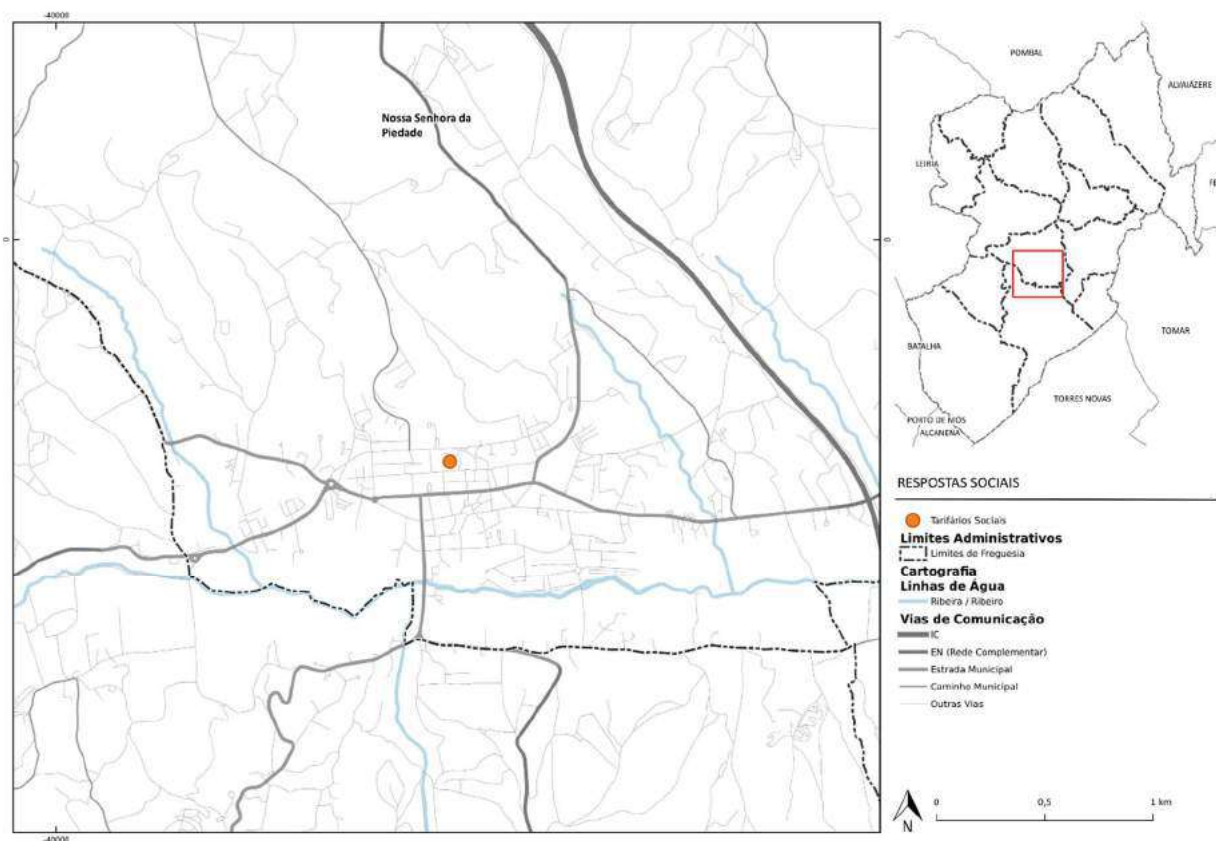 -40000
0
0
Nossa Senhora da
Piedade
-40000
POMBAL
ALVAIÁZERE
LEIRIA
FE
BATALHA
TOMAR
TORRES NOVAS
PORTO DE MÓS
ALCANENA
RESPOSTAS SOCIAIS
Tarifários Sociais
Limites Administrativos
Limites de Freguesia
Cartografia
Linhas de Água
Ribeira / Ribeiro
Vias de Comunicação
IC
EN (Rede Complementar)
Estrada Municipal
Caminho Municipal
Outras Vias
N
0 0,5 1 km